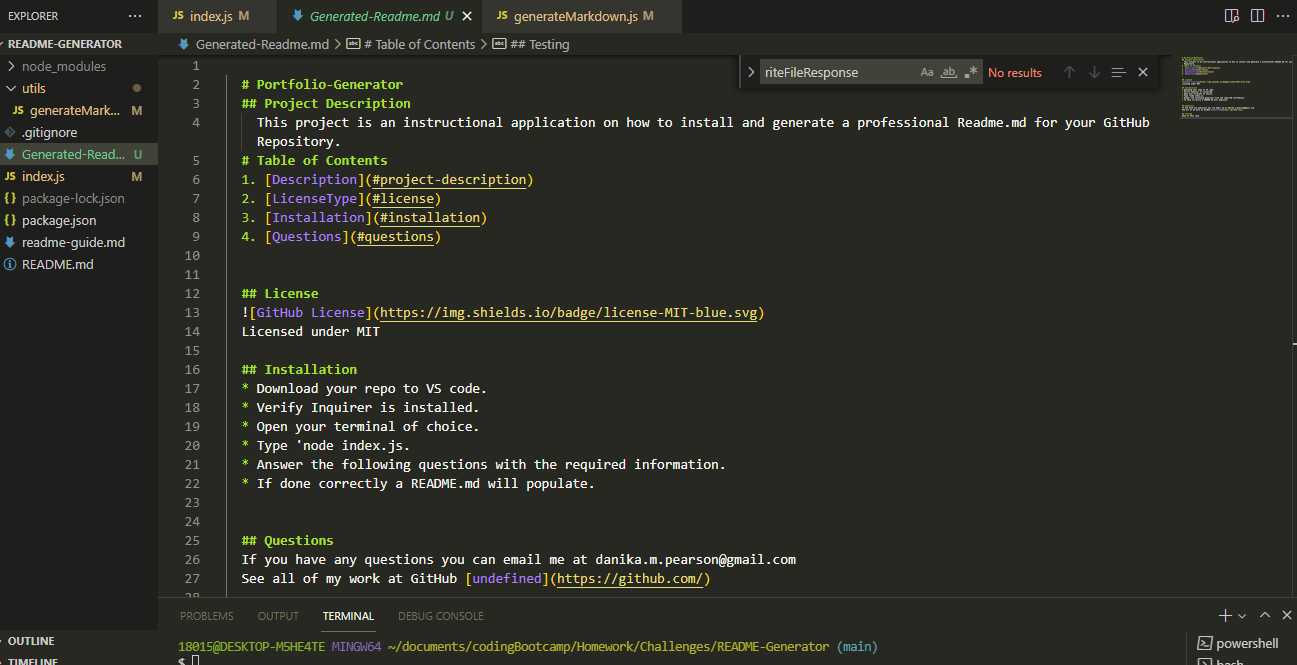 EXPLORER
README-GENERATOR
node_modules
utils
JS generateMark... M
.gitignore
Generated-Read... U
JS index.js M
{} package-lock.json
{} package.json
readme-guide.md
README.md
OUTLINE
TIMELINE
JS index.js M
Generated-Readme.md U
JS generateMarkdown.js M
Generated-Readme.md > # Table of Contents > ## Testing
riteFileResponse Aa ab .* No results
1
2 # Portfolio-Generator
3 ## Project Description
4 This project is an instructional application on how to install and generate a professional Readme.md for your GitHub
Repository.
5 # Table of Contents
6 1. [Description](#project-description)
7 2. [LicenseType](#license)
8 3. [Installation](#installation)
9 4. [Questions](#questions)
10
11
12 ## License
13 ![GitHub License](https://img.shields.io/badge/license-MIT-blue.svg)
14 Licensed under MIT
15
16 ## Installation
17 * Download your repo to VS code.
18 * Verify Inquirer is installed.
19 * Open your terminal of choice.
20 * Type 'node index.js.
21 * Answer the following questions with the required information.
22 * If done correctly a README.md will populate.
23
24
25 ## Questions
26 If you have any questions you can email me at danika.m.pearson@gmail.com
27 See all of my work at GitHub [undefined](https://github.com/)
28
PROBLEMS OUTPUT TERMINAL DEBUG CONSOLE
18015@DESKTOP-M5HE4TE MINGW64 ~/documents/codingBootcamp/Homework/Challenges/README-Generator (main)
$
powershell
bash